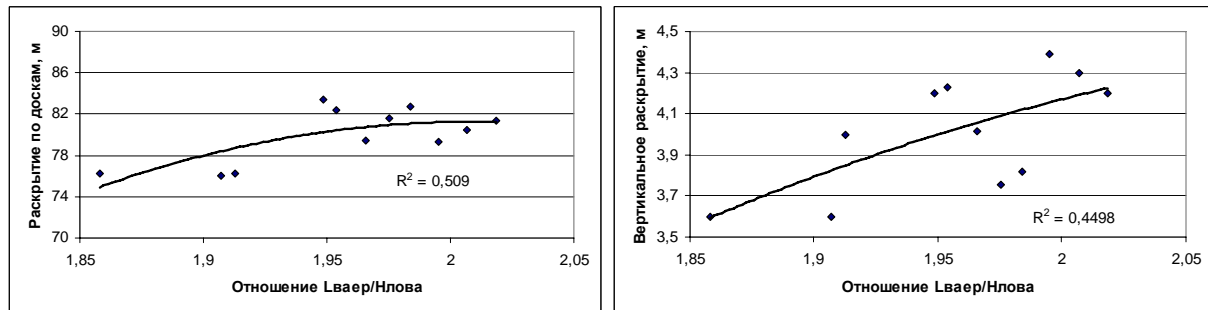 Раскрытие по доскам, м
90
86
82
78
74
70
R² = 0,509
1,85 1,9 1,95 2 2,05
Отношение Lваер/Hлова
Вертикальное раскрытие, м
4,5
4,3
4,1
3,9
3,7
3,5
R² = 0,4498
1,85 1,9 1,95 2 2,05
Отношение Lваер/Hлова